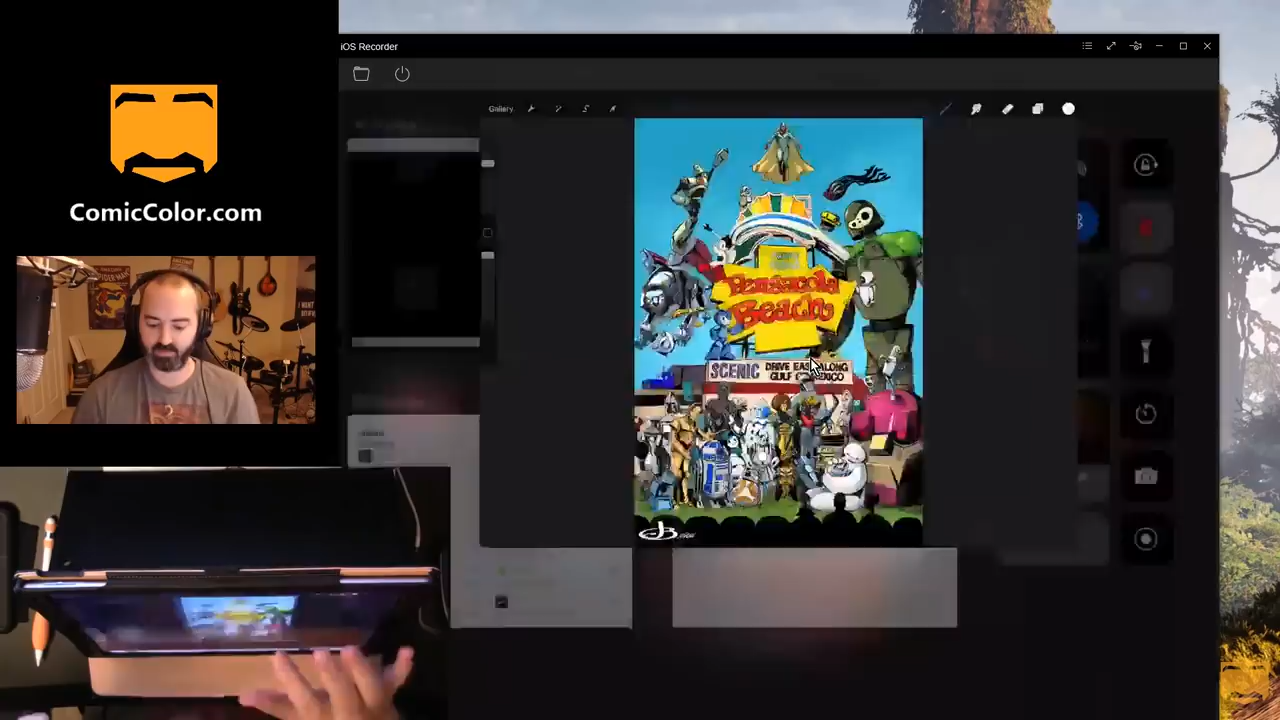 iOS Recorder
Gallery
ComicColor.com
Pensacola
Beach
SCENIC DRIVE EAST ALONG
GULF OF MEXICO